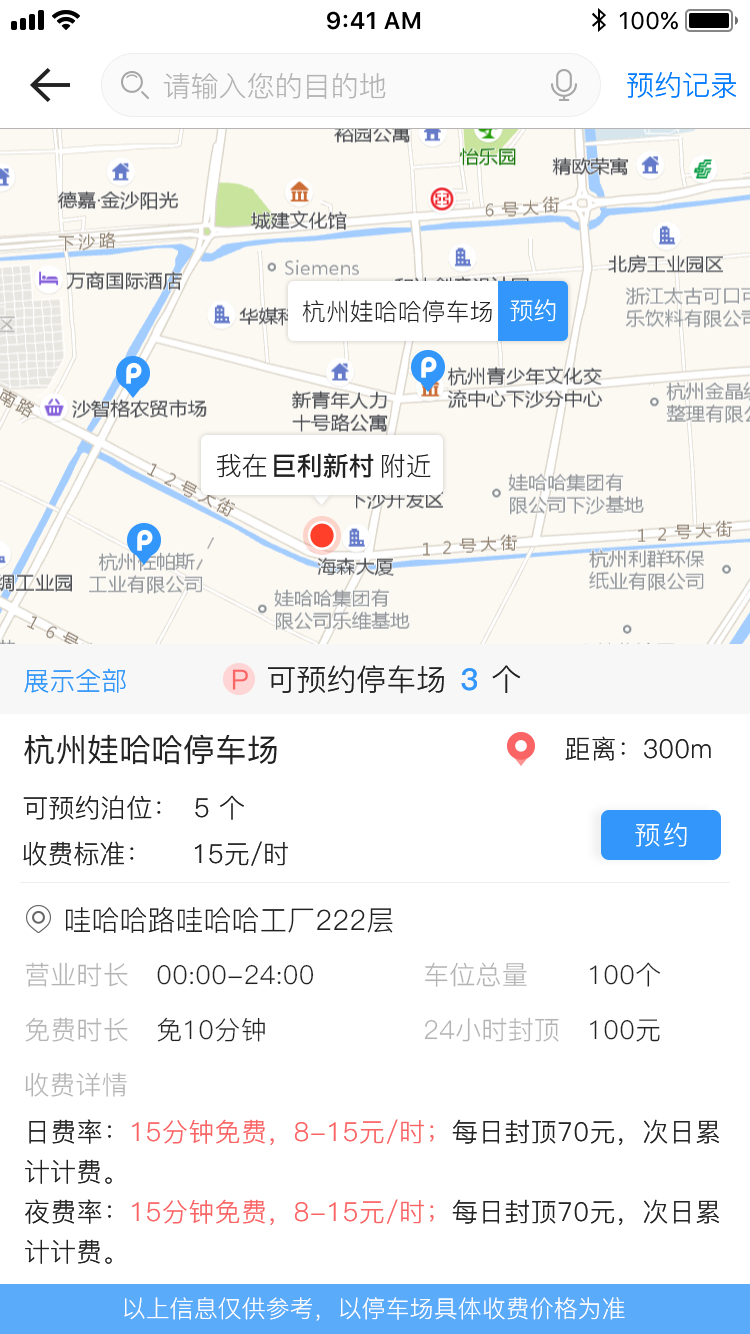 9:41 AM 100%
请输入您的目的地 预约记录
裕园公寓
怡乐园
精欧荣寓
德嘉·金沙阳光
城建文化馆
6号大街
下沙路
北房工业园区
Siemens
万商国际酒店
浙江太古可口可
乐饮料有限公司
华媒科
杭州娃哈哈停车场 预约
杭州青少年文化交
流中心下沙分中心
新青年人力
十号路公寓
杭州金晶
整理有限公
南路
沙智格农贸市场
我在巨利新村附近
12号大街
下沙开发区
娃哈哈集团有
限公司下沙基地
12号大街
12号大街
杭州佐帕斯
工业有限公司
海森大厦
杭州利群环保
纸业有限公司
绸工业园
娃哈哈集团有
限公司乐维基地
16号
展示全部 P 可预约停车场 3 个
杭州娃哈哈停车场 距离：300m
可预约泊位： 5 个
预约
收费标准： 15元/时
哇哈哈路哇哈哈工厂222层
营业时长 00:00-24:00 车位总量 100个
免费时长 免10分钟 24小时封顶 100元
收费详情
日费率：15分钟免费，8-15元/时；每日封顶70元，次日累
计计费。
夜费率：15分钟免费，8-15元/时；每日封顶70元，次日累
计计费。
以上信息仅供参考，以停车场具体收费价格为准